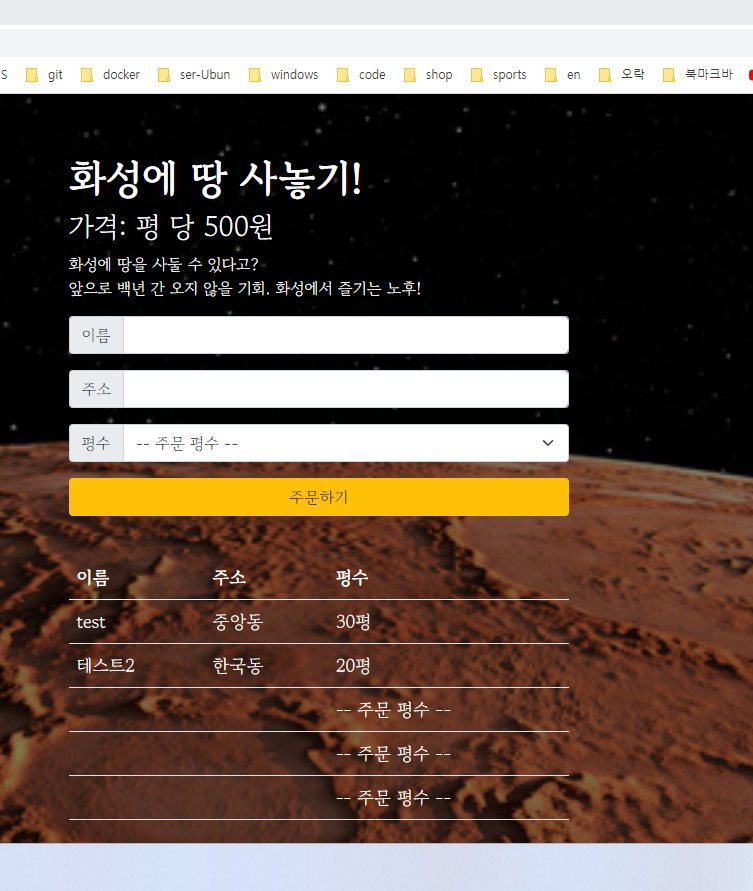 S git docker ser-Ubun windows code shop sports en 오락 북마크바
화성에 땅 사놓기!
가격: 평 당 500원
화성에 땅을 사둘 수 있다고?
앞으로 백년 간 오지 않을 기회. 화성에서 즐기는 노후!
이름
주소
평수 -- 주문 평수 --
주문하기
이름 주소 평수
test 중앙동 30평
테스트2 한국동 20평
-- 주문 평수 --
-- 주문 평수 --
-- 주문 평수 --